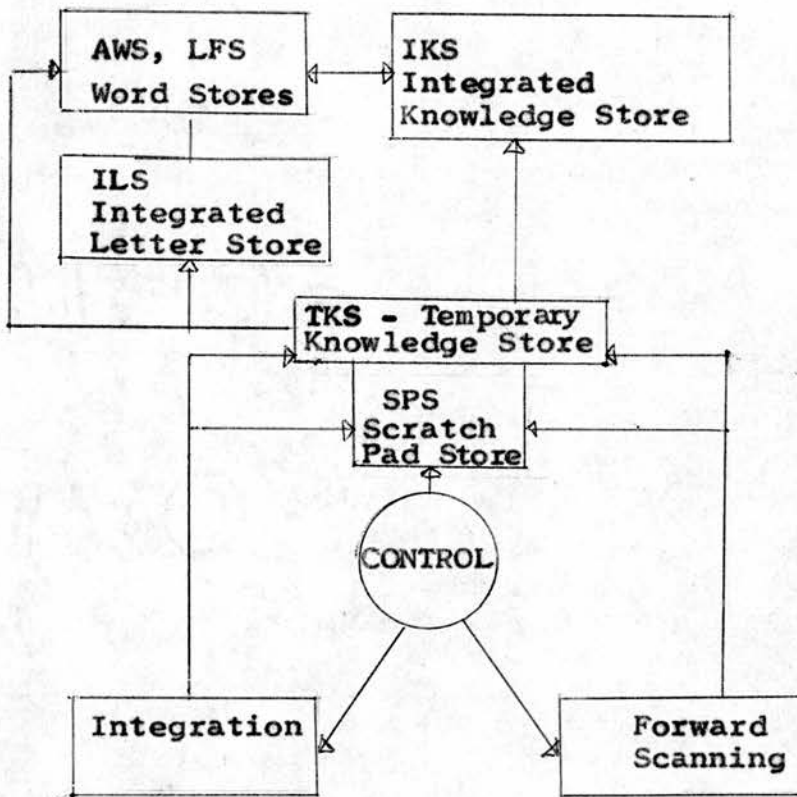 AWS, LFS
Word Stores
IKS
Integrated
Knowledge Store
ILS
Integrated
Letter Store
TKS - Temporary
Knowledge Store
SPS
Scratch
Pad Store
CONTROL
Integration
Forward
Scanning